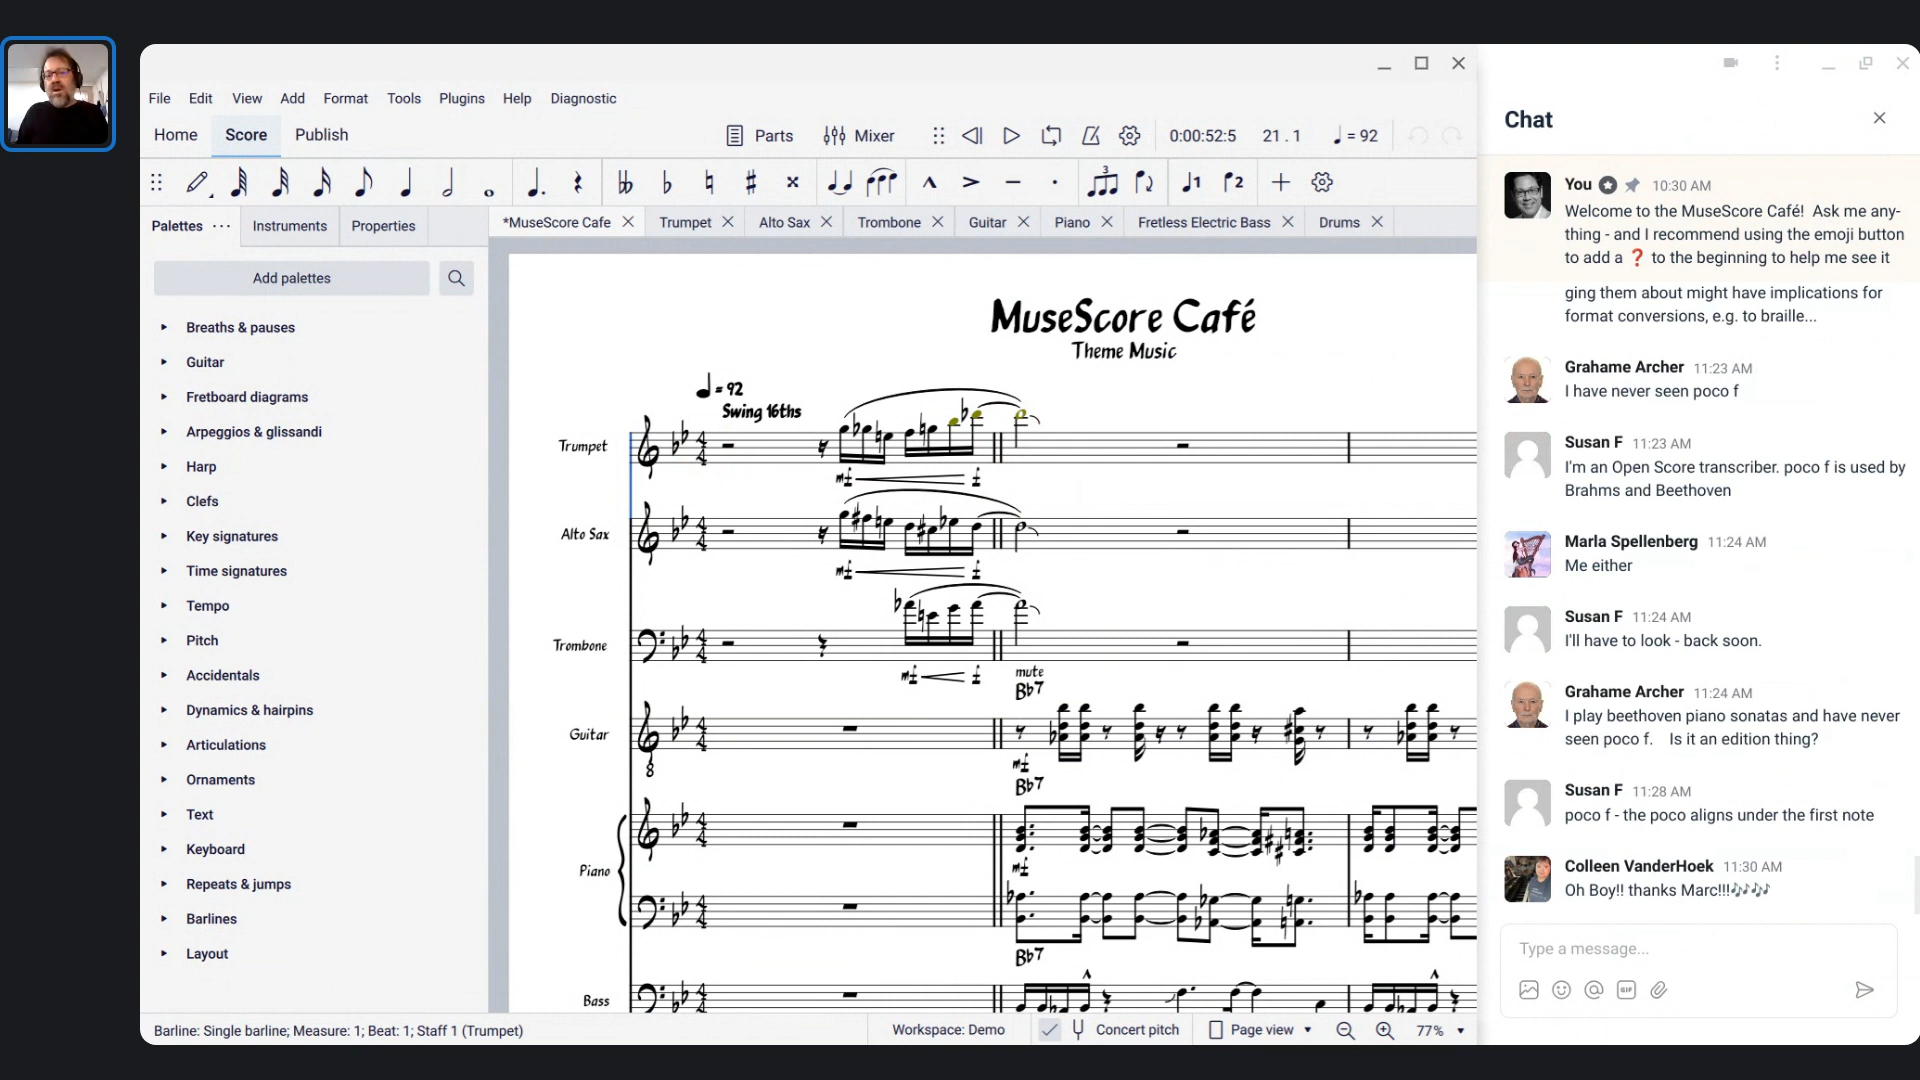 File Edit View Add Format Tools Plugins Help Diagnostic
Home Score Publish Parts Mixer 0:00:52:5 21 . 1 = 92
Palettes ··· Instruments Properties
*MuseScore Cafe Trumpet Alto Sax Trombone Guitar Piano Fretless Electric Bass Drums
Add palettes
Breaths & pauses
Guitar
Fretboard diagrams
Arpeggios & glissandi
Harp
Clefs
Key signatures
Time signatures
Tempo
Pitch
Accidentals
Dynamics & hairpins
Articulations
Ornaments
Text
Keyboard
Repeats & jumps
Barlines
Layout
MuseScore Café
Theme Music
= 92
Swing 16ths
Trumpet
mf f
Alto Sax
mf f
Trombone
mf f
mute
Bb7
Guitar
8
mf
Bb7
Piano
mf
Bb7
Bass
Barline: Single barline; Measure: 1; Beat: 1; Staff 1 (Trumpet)
Workspace: Demo Concert pitch Page view 77%
Chat
You 10:30 AM
Welcome to the MuseScore Café! Ask me any-
thing - and I recommend using the emoji button
to add a ❓ to the beginning to help me see it
ging them about might have implications for
format conversions, e.g. to braille...
Grahame Archer 11:23 AM
I have never seen poco f
Susan F 11:23 AM
I'm an Open Score transcriber. poco f is used by
Brahms and Beethoven
Marla Spellenberg 11:24 AM
Me either
Susan F 11:24 AM
I'll have to look - back soon.
Grahame Archer 11:24 AM
I play beethoven piano sonatas and have never
seen poco f. Is it an edition thing?
Susan F 11:28 AM
poco f - the poco aligns under the first note
Colleen VanderHoek 11:30 AM
Oh Boy!! thanks Marc!!!🎶🎶
Type a message...
GIF